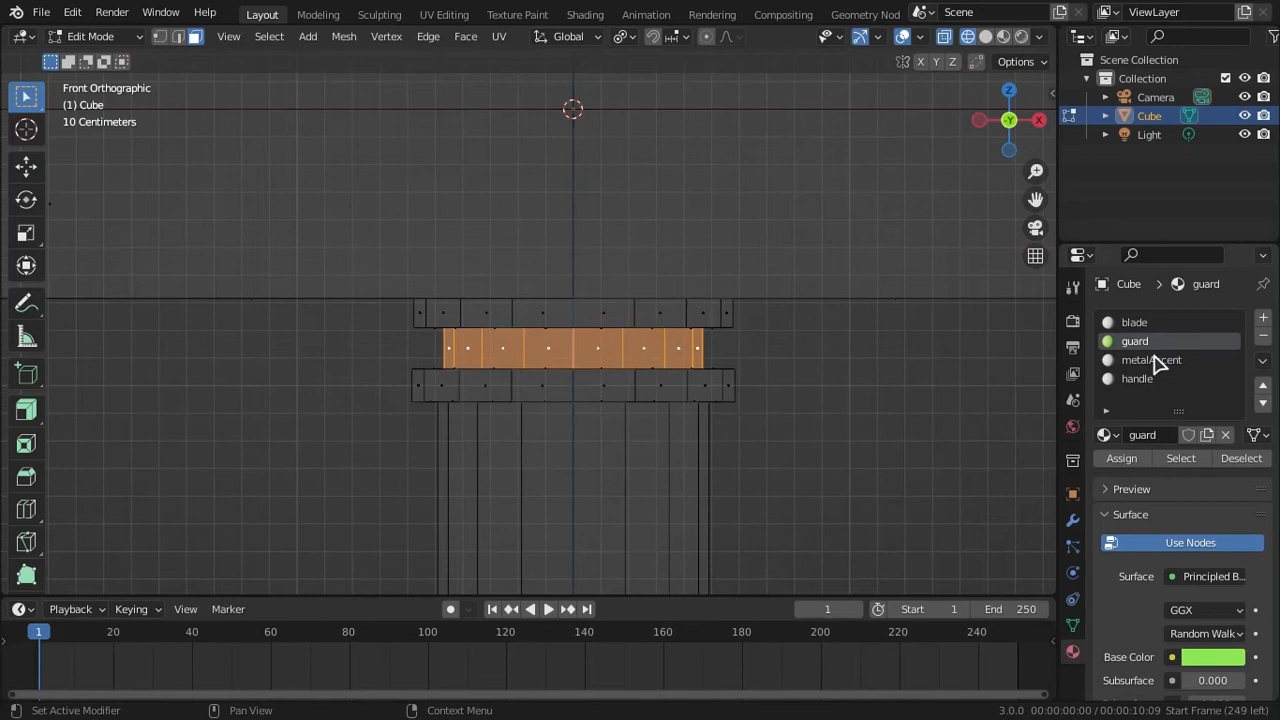 File Edit Render Window Help Layout Modeling Sculpting UV Editing Texture Paint Shading Animation Rendering Compositing Geometry Nod Scene ViewLayer
Edit Mode View Select Add Mesh Vertex Edge Face UV Global
X Y Z Options
Front Orthographic
(1) Cube
10 Centimeters
Z
-Y
X
Scene Collection
Collection
Camera
Cube
Light
Cube > guard
blade
guard
handle
guard
Assign Select Deselect
Preview
Surface
Use Nodes
Surface Principled B...
GGX
Random Walk
Base Color
Subsurface 0.000
Playback Keying View Marker 1 Start 1 End 250
1 20 40 60 80 100 120 140 160 180 200 220 240
Set Active Modifier Pan View Context Menu 3.0.0 00:00:00:00 / 00:00:10:09 Start Frame (249 left)